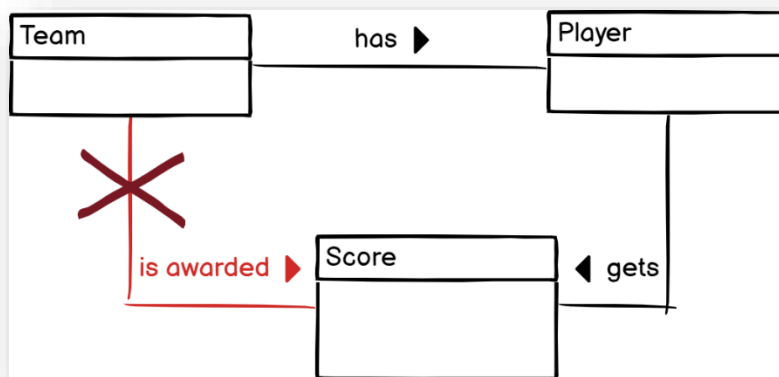 Team
has
Player
is awarded
Score
gets